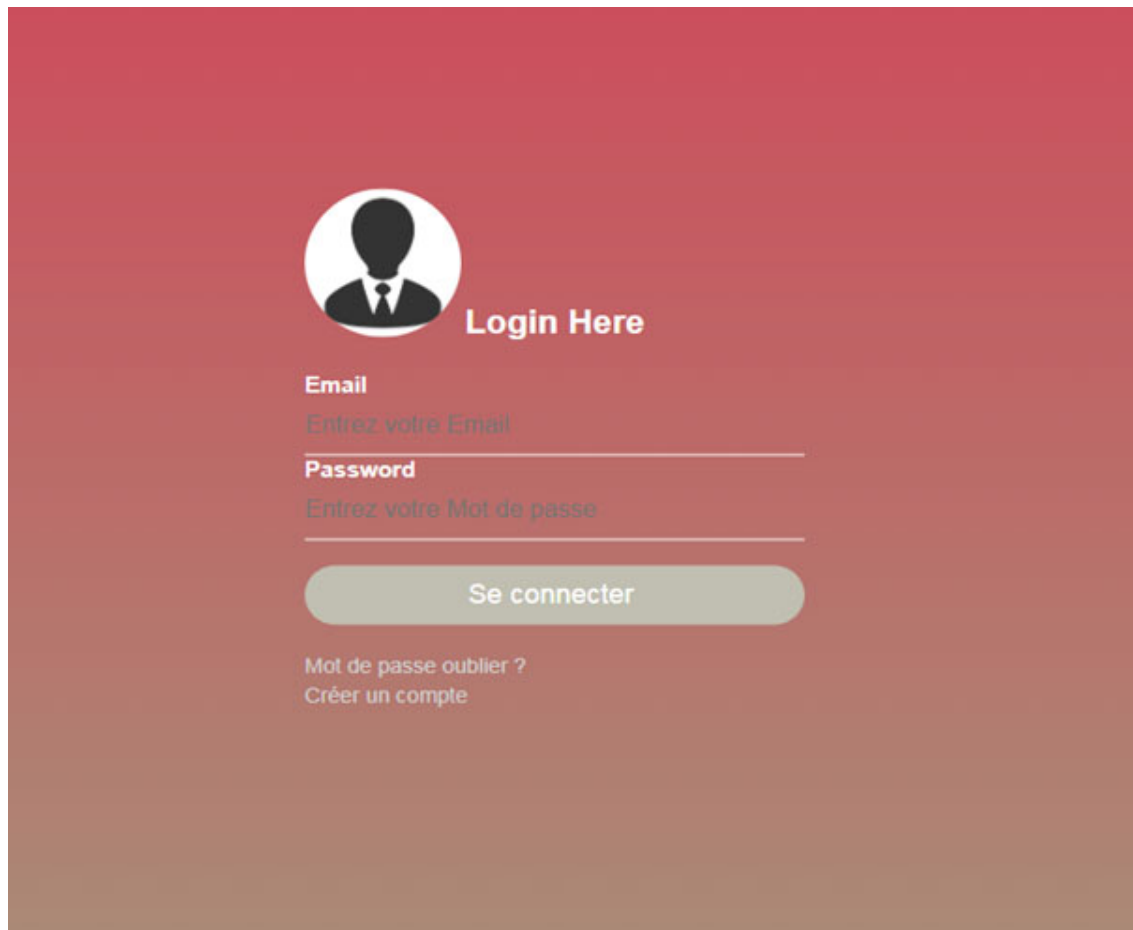 Login Here
Email
Entrez votre Email
Password
Entrez votre Mot de passe
Se connecter
Mot de passe oublier ?
Créer un compte